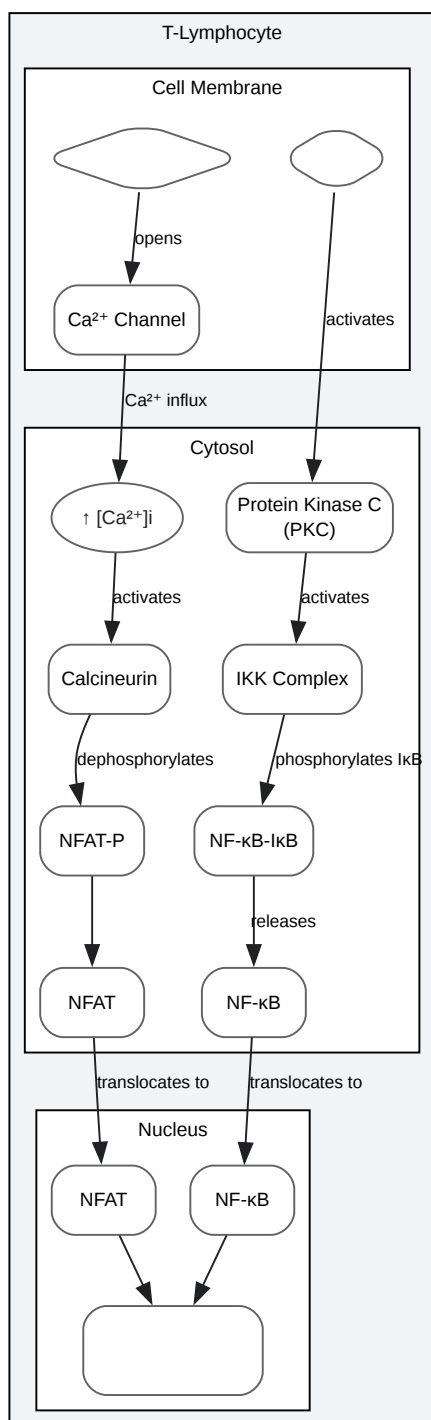 T-Lymphocyte
Cell Membrane
opens
Ca²⁺ Channel
activates
Ca²⁺ influx
Cytosol
↑ [Ca²⁺]i
Protein Kinase C
(PKC)
activates
activates
Calcineurin
IKK Complex
dephosphorylates
phosphorylates IκB
NFAT-P
NF-κB-IκB
releases
NFAT
NF-κB
translocates to
translocates to
Nucleus
NFAT
NF-κB